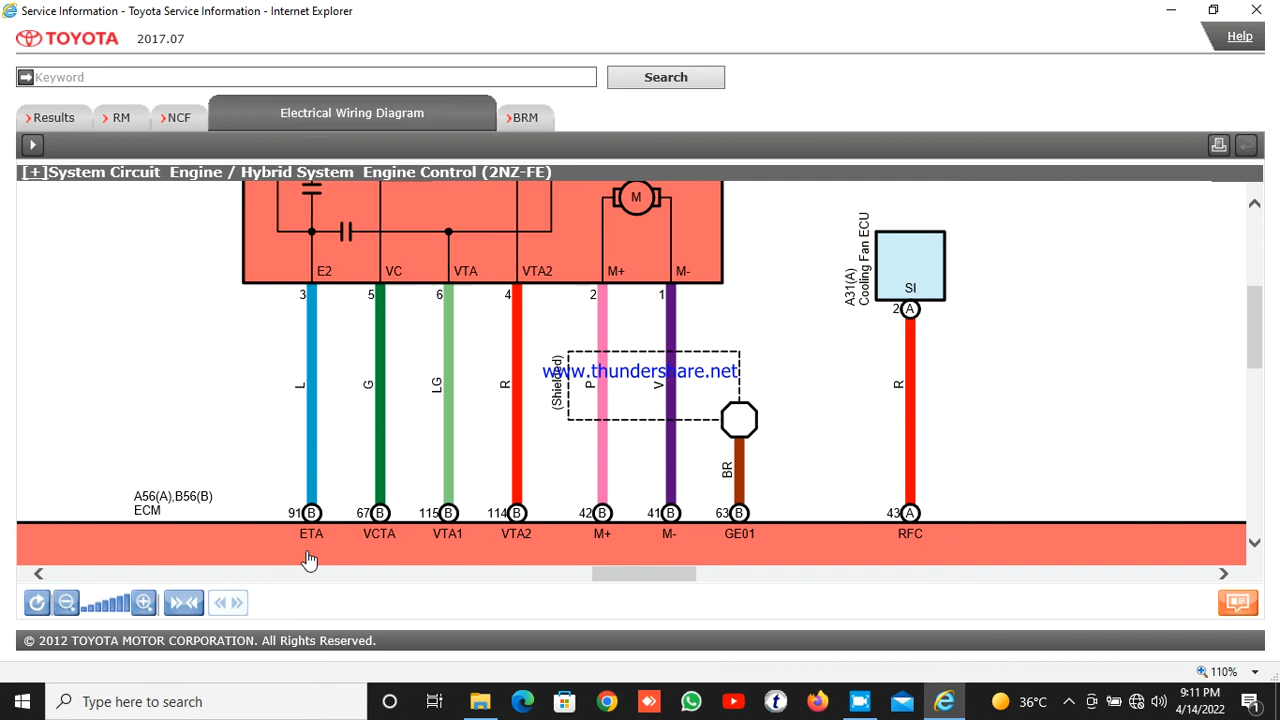 Service Information - Toyota Service Information - Internet Explorer
TOYOTA 2017.07
Help
Keyword
Search
Results
RM
NCF
Electrical Wiring Diagram
BRM
[+]System Circuit Engine / Hybrid System Engine Control (2NZ-FE)
M
A31(A)
Cooling Fan ECU
SI
2 A
E2 VC VTA VTA2 M+ M-
3 5 6 4 2 1
(Shielded)
www.thundershare.net
L G LG R P V R
BR
A56(A),B56(B)
ECM
91 B 67 B 115 B 114 B 42 B 41 B 63 B 43 A
ETA VCTA VTA1 VTA2 M+ M- GE01 RFC
© 2012 TOYOTA MOTOR CORPORATION. All Rights Reserved.
110%
Type here to search
36°C
9:11 PM
4/14/2022
1